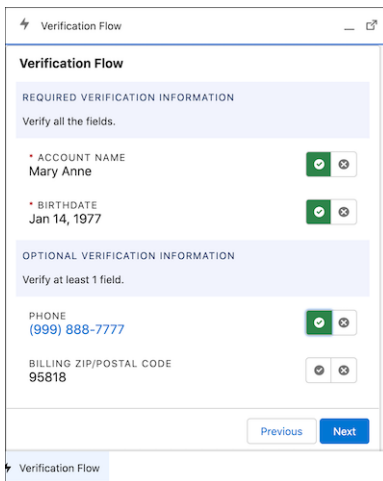 Verification Flow
Verification Flow
REQUIRED VERIFICATION INFORMATION
Verify all the fields.
* ACCOUNT NAME
Mary Anne
* BIRTHDATE
Jan 14, 1977
OPTIONAL VERIFICATION INFORMATION
Verify at least 1 field.
PHONE
(999) 888-7777
BILLING ZIP/POSTAL CODE
95818
Previous Next
Verification Flow